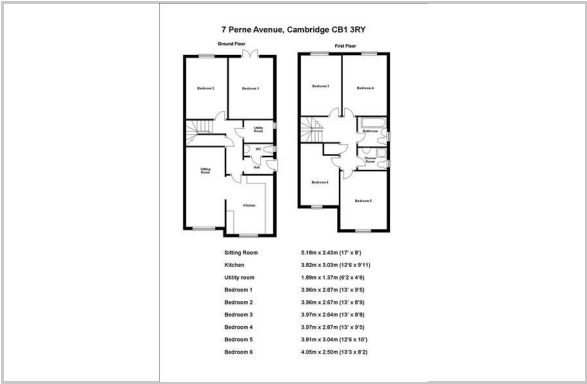 7 Perne Avenue, Cambridge CB1 3RY
Ground Floor
First Floor
Bedroom 2
Bedroom 1
Bedroom 3
Bedroom 4
Utility
Room
Bathroom
WC
Hall
Shower
Room
Sitting
Room
Kitchen
Bedroom 6
Bedroom 5
Sitting Room 5.18m x 2.43m (17' x 8')
Kitchen 3.82m x 3.03m (12'6 x 9'11)
Utility room 1.89m x 1.37m (6'2 x 4'6)
Bedroom 1 3.96m x 2.87m (13' x 9'5)
Bedroom 2 3.96m x 2.67m (13' x 8'9)
Bedroom 3 3.97m x 2.64m (13' x 8'8)
Bedroom 4 3.97m x 2.87m (13' x 9'5)
Bedroom 5 3.81m x 3.04m (12'6 x 10')
Bedroom 6 4.05m x 2.50m (13'3 x 8'2)